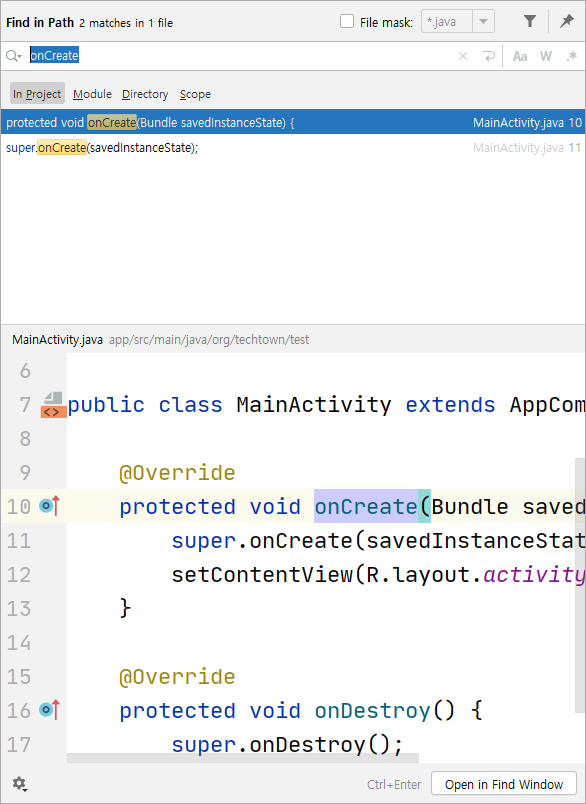 Find in Path 2 matches in 1 file File mask: *.java
onCreate Aa W .*
In Project Module Directory Scope
protected void onCreate(Bundle savedInstanceState) { MainActivity.java 10
super.onCreate(savedInstanceState); MainActivity.java 11
MainActivity.java app/src/main/java/org/techtown/test
6
7 <> public class MainActivity extends AppCom
8
9 @Override
10 protected void onCreate(Bundle saved
11 super.onCreate(savedInstanceStat
12 setContentView(R.layout.activity
13 }
14
15 @Override
16 protected void onDestroy() {
17 super.onDestroy();
Ctrl+Enter Open in Find Window